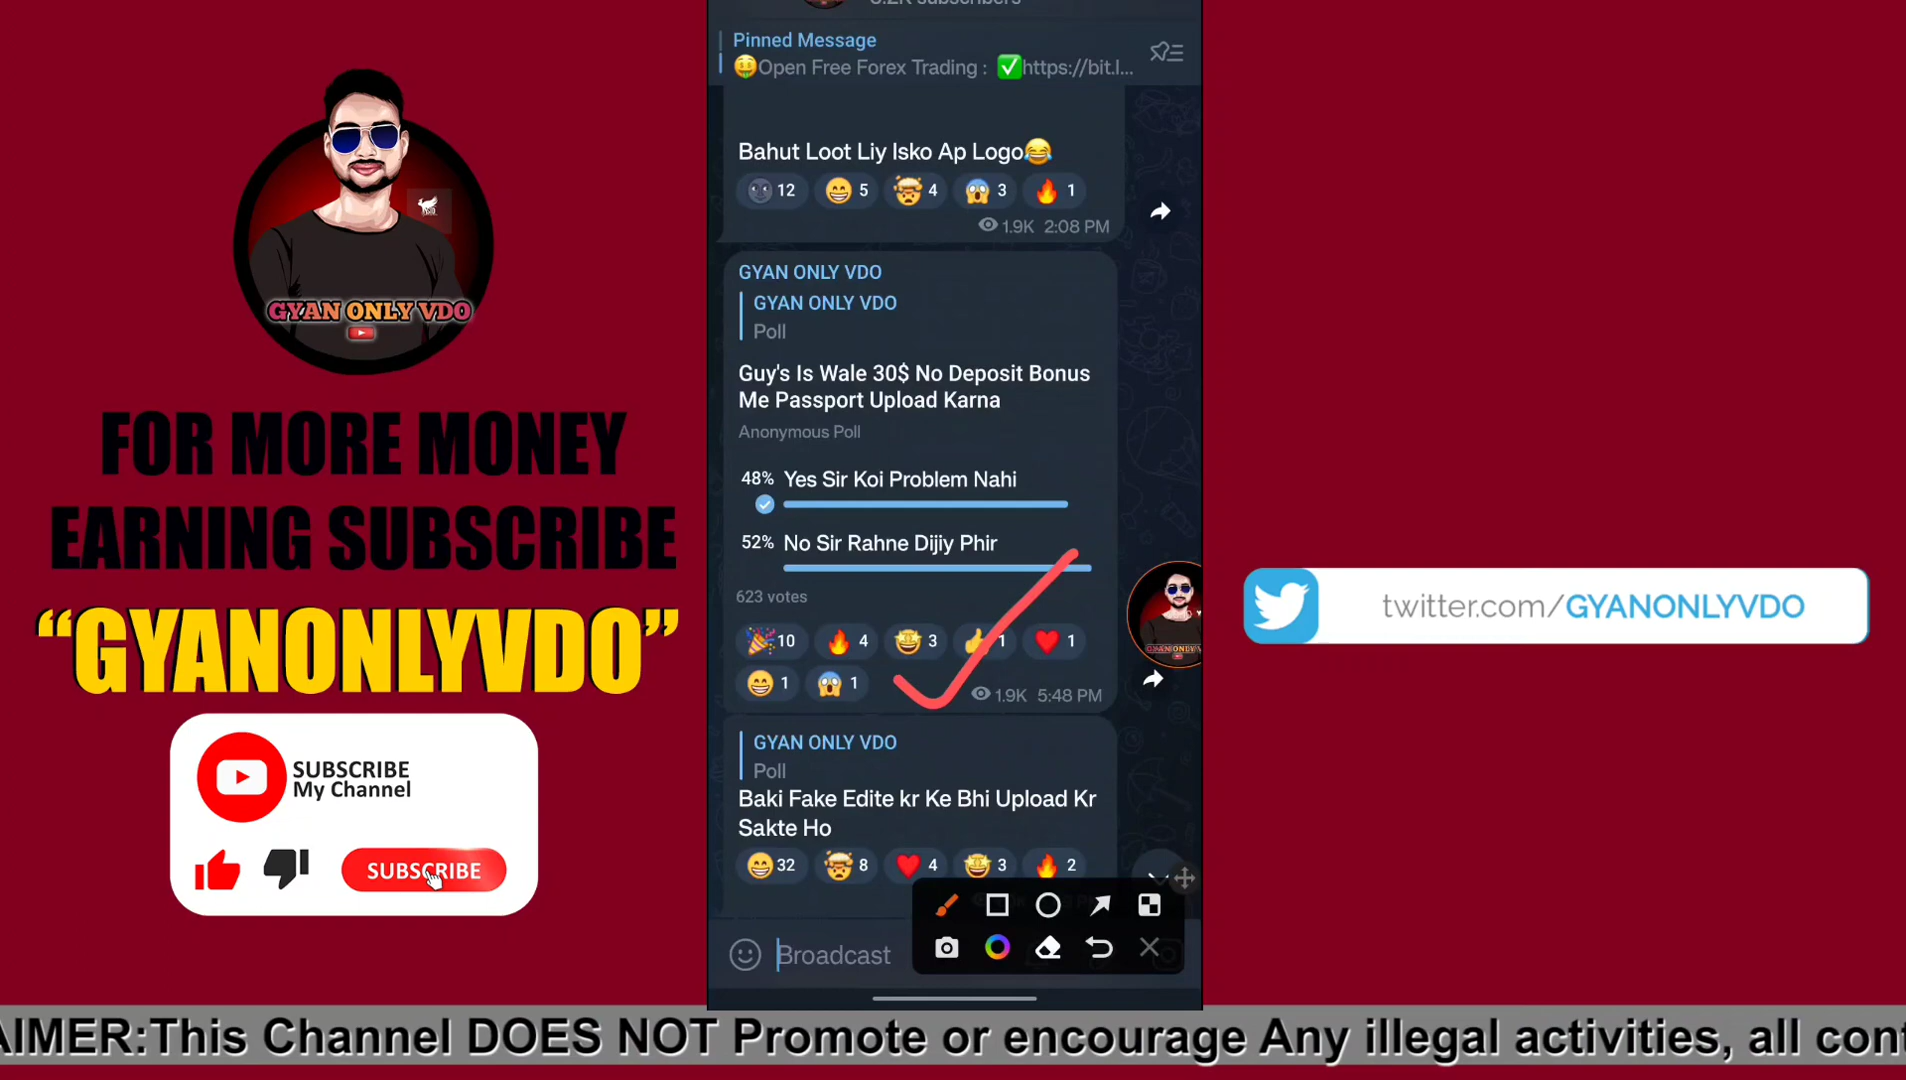 GYAN ONLY VDO
FOR MORE MONEY
EARNING SUBSCRIBE
“GYANONLYVDO”
SUBSCRIBE
My Channel
SUBSCRIBE
Pinned Message
🤑Open Free Forex Trading : ✅https://bit.l...
Bahut Loot Liy Isko Ap Logo😂
🌚 12 😁 5 🤯 4 😱 3 🔥 1
1.9K 2:08 PM
GYAN ONLY VDO
GYAN ONLY VDO
Poll
Guy's Is Wale 30$ No Deposit Bonus
Me Passport Upload Karna
Anonymous Poll
48% Yes Sir Koi Problem Nahi
52% No Sir Rahne Dijiy Phir
623 votes
🎉 10 🔥 4 🤩 3 👍 1 ❤ 1
😁 1 😱 1
1.9K 5:48 PM
GYAN ONLY VDO
Poll
Baki Fake Edite kr Ke Bhi Upload Kr
Sakte Ho
😁 32 🤯 8 ❤ 4 🤩 3 🔥 2
Broadcast
twitter.com/GYANONLYVDO
AIMER:This Channel DOES NOT Promote or encourage Any illegal activities, all con